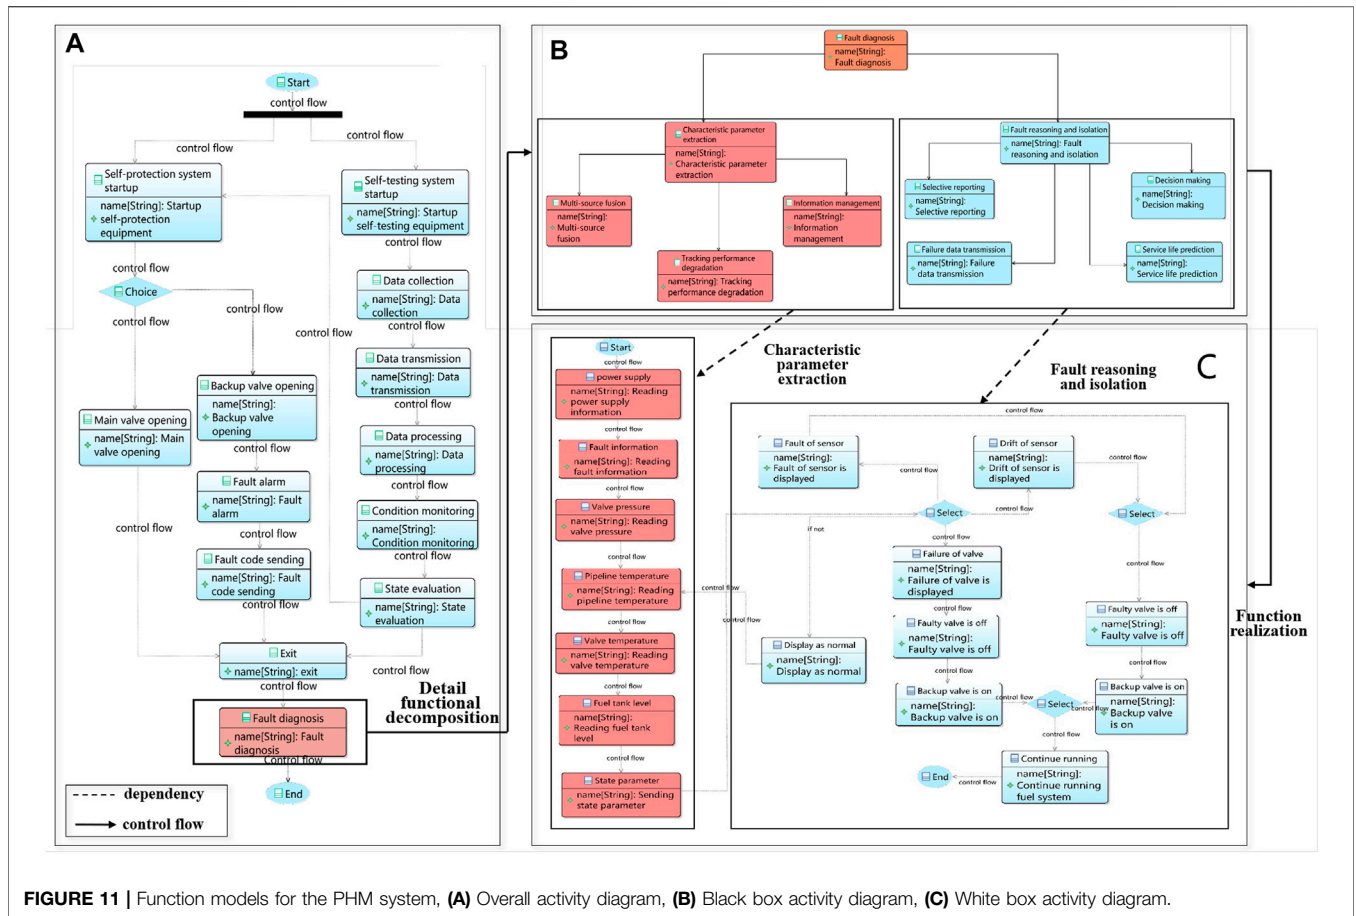 A
Start
control flow
control flow
control flow
Self-protection system
startup
name[String]: Startup
self-protection
equipment
Self-testing system
startup
name[String]: Startup
self-testing equipment
control flow
control flow
Choice
Data collection
name[String]: Data
collection
control flow
control flow
control flow
control flow
Backup valve opening
name[String]:
Backup valve
opening
Data transmission
name[String]: Data
transmission
control flow
Main valve opening
name[String]: Main
valve opening
control flow
Data processing
name[String]: Data
processing
control flow
Fault alarm
name[String]: Fault
alarm
Condition monitoring
name[String]:
Condition monitoring
control flow
control flow
control flow
Fault code sending
name[String]: Fault
code sending
State evaluation
name[String]: State
evaluation
control flow
Exit
name[String]: exit
control flow
control flow
Fault diagnosis
name[String]: Fault
diagnosis
Control flow
End
Detail
functional
decomposition
dependency
control flow
B
Fault diagnosis
name[String]:
Fault diagnosis
Characteristic parameter
extraction
name[String]:
Characteristic parameter
extraction
Multi-source fusion
name[String]:
Multi-source
fusion
Information management
name[String]:
Information
management
Tracking performance
degradation
name[String]: Tracking
performance degradation
Fault reasoning and isolation
name[String]: Fault
reasoning and isolation
Selective reporting
name[String]:
Selective reporting
Decision making
name[String]:
Decision making
Failure data transmission
name[String]: Failure
data transmission
Service life prediction
name[String]:
Service life prediction
Characteristic
parameter
extraction
Fault reasoning
and isolation
C
Function
realization
Start
control flow
power supply
name[String]: Reading
power supply
information
control flow
Fault information
name[String]: Reading
fault information
control flow
Valve pressure
name[String]: Reading
valve pressure
control flow
Pipeline temperature
name[String]: Reading
pipeline temperature
control flow
Valve temperature
name[String]: Reading
valve temperature
control flow
Fuel tank level
name[String]:
Reading fuel tank
level
control flow
State parameter
name[String]: Sending
state parameter
control flow
Fault of sensor
name[String]:
Fault of sensor is
displayed
control flow
Drift of sensor
name[String]:
Drift of sensor is
displayed
control flow
Select
Select
if not
control flow
control flow
Failure of valve
name[String]:
Failure of valve is
displayed
control flow
control flow
control flow
Faulty valve is off
name[String]:
Faulty valve is off
Faulty valve is off
name[String]:
Faulty valve is off
control flow
Display as normal
name[String]:
Display as normal
control flow
control flow
Backup valve is on
name[String]:
Backup valve is on
control flow
Select
control flow
Backup valve is on
name[String]:
Backup valve
is on
control flow
Continue running
name[String]:
Continue running
fuel system
control flow
End
FIGURE 11 | Function models for the PHM system, (A) Overall activity diagram, (B) Black box activity diagram, (C) White box activity diagram.